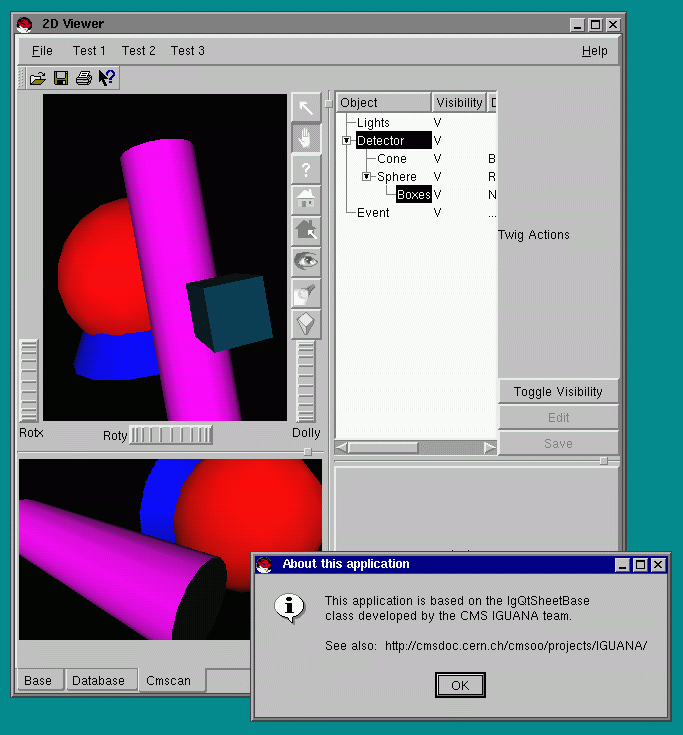 2D Viewer
File Test 1 Test 2 Test 3 Help
Object Visibility D
Lights V
Detector V
Cone V B
Sphere V R
Boxes V N
Event V ...
Twig Actions
Toggle Visibility
Edit
Save
Rotx
Roty
Dolly
Base Database Cmscan
About this application
This application is based on the IgQtSheetBase
class developed by the CMS IGUANA team.
See also: http://cmsdoc.cern.ch/cmsoo/projects/IGUANA/
OK